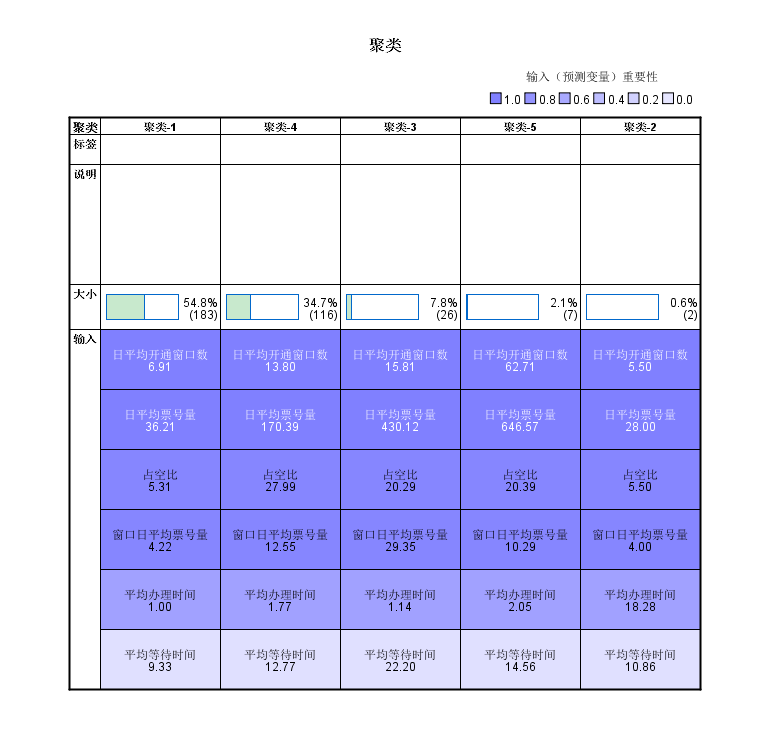 聚类
输入（预测变量）重要性
1.0 0.8 0.6 0.4 0.2 0.0
聚类 聚类-1 聚类-4 聚类-3 聚类-5 聚类-2
标签
说明
大小 54.8% 34.7% 7.8% 2.1% 0.6%
(183) (116) (26) (7) (2)
输入
日平均开通窗口数 日平均开通窗口数 日平均开通窗口数 日平均开通窗口数 日平均开通窗口数
6.91 13.80 15.81 62.71 5.50
日平均票号量 日平均票号量 日平均票号量 日平均票号量 日平均票号量
36.21 170.39 430.12 646.57 28.00
占空比 占空比 占空比 占空比 占空比
5.31 27.99 20.29 20.39 5.50
窗口日平均票号量 窗口日平均票号量 窗口日平均票号量 窗口日平均票号量 窗口日平均票号量
4.22 12.55 29.35 10.29 4.00
平均办理时间 平均办理时间 平均办理时间 平均办理时间 平均办理时间
1.00 1.77 1.14 2.05 18.28
平均等待时间 平均等待时间 平均等待时间 平均等待时间 平均等待时间
9.33 12.77 22.20 14.56 10.86